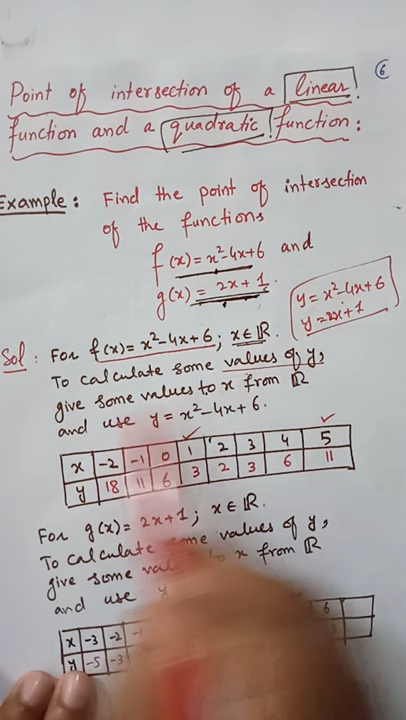 6
Point of intersection of a linear
function and a quadratic function:
Example: Find the point of intersection
of the functions
f(x) = x²-4x+6 and
g(x) = 2x+1.
y = x²-4x+6
y = 2x+1
Sol: For f(x) = x²-4x+6; x∈ℝ.
To calculate some values of y,
give some values to x from ℝ
and use y = x²-4x+6.
x -2 -1 0 1 2 3 4 5
y 18 11 6 3 2 3 6 11
For g(x) = 2x+1; x∈ℝ.
To calculate some values of y,
give some to x from ℝ
and use y
x -3 -2 -1 6
y -5 -3